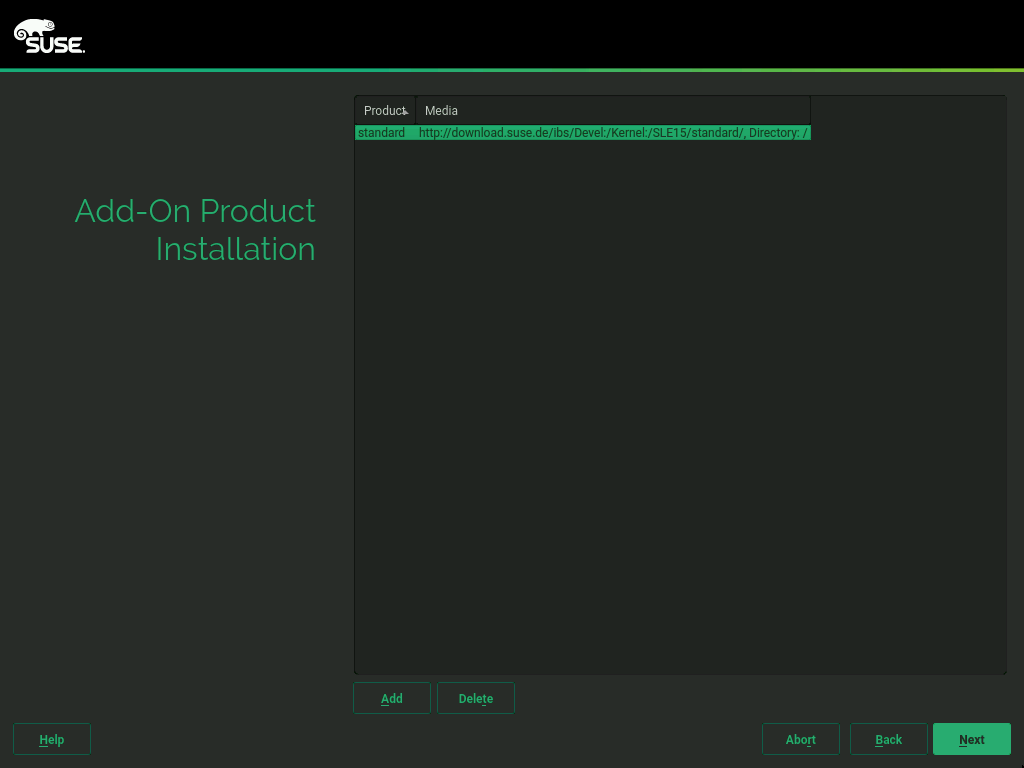 SUSE.
Product Media
standard http://download.suse.de/ibs/Devel:/Kernel:/SLE15/standard/, Directory: /
Add-On Product
Installation
Add Delete
Help Abort Back Next